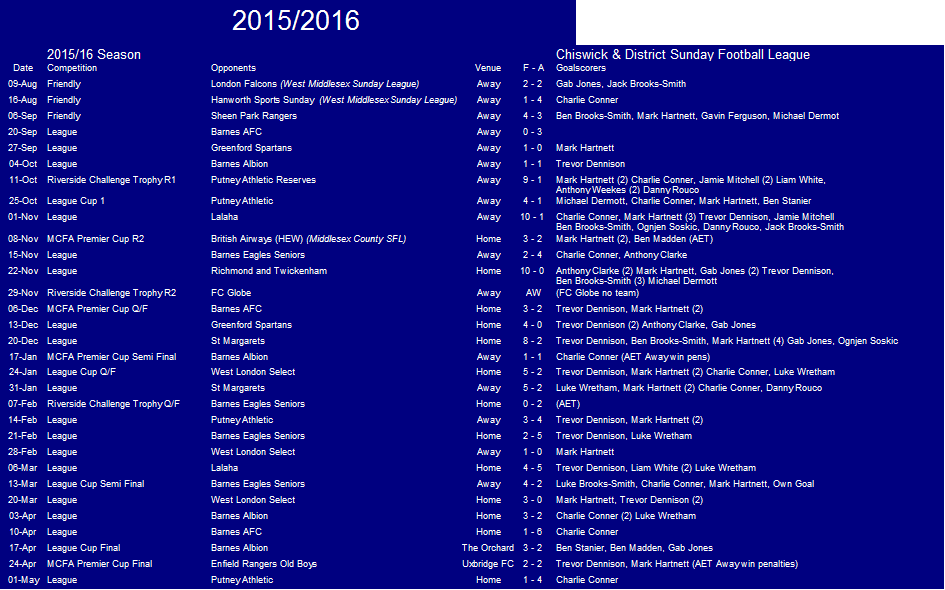 2015/2016
2015/16 Season Chiswick & District Sunday Football League
Date Competition Opponents Venue F - A Goalscorers
09-Aug Friendly London Falcons (West Middlesex Sunday League) Away 2 - 2 Gab Jones, Jack Brooks-Smith
16-Aug Friendly Hanworth Sports Sunday (West Middlesex Sunday League) Away 1 - 4 Charlie Conner
06-Sep Friendly Sheen Park Rangers Away 4 - 3 Ben Brooks-Smith, Mark Hartnett, Gavin Ferguson, Michael Dermot
20-Sep League Barnes AFC Away 0 - 3
27-Sep League Greenford Spartans Away 1 - 0 Mark Hartnett
04-Oct League Barnes Albion Away 1 - 1 Trevor Dennison
11-Oct Riverside Challenge Trophy R1 Putney Athletic Reserves Away 9 - 1 Mark Hartnett (2) Charlie Conner, Jamie Mitchell (2) Liam White,
Anthony Weekes (2) Danny Rouco
25-Oct League Cup 1 Putney Athletic Away 4 - 1 Michael Dermott, Charlie Conner, Mark Hartnett, Ben Stanier
01-Nov League Lalaha Away 10 - 1 Charlie Conner, Mark Hartnett (3) Trevor Dennison, Jamie Mitchell
Ben Brooks-Smith, Ognjen Soskic, Danny Rouco, Jack Brooks-Smith
08-Nov MCFA Premier Cup R2 British Airways (HEW) (Middlesex County SFL) Home 3 - 2 Mark Hartnett (2), Ben Madden (AET)
15-Nov League Barnes Eagles Seniors Away 2 - 4 Charlie Conner, Anthony Clarke
22-Nov League Richmond and Twickenham Home 10 - 0 Anthony Clarke (2) Mark Hartnett, Gab Jones (2) Trevor Dennison,
Ben Brooks-Smith (3) Michael Dermott
29-Nov Riverside Challenge Trophy R2 FC Globe Away AW (FC Globe no team)
06-Dec MCFA Premier Cup Q/F Barnes AFC Home 3 - 2 Trevor Dennison, Mark Hartnett (2)
13-Dec League Greenford Spartans Home 4 - 0 Trevor Dennison (2) Anthony Clarke, Gab Jones
20-Dec League St Margarets Home 8 - 2 Trevor Dennison, Ben Brooks-Smith, Mark Hartnett (4) Gab Jones, Ognjen Soskic
17-Jan MCFA Premier Cup Semi Final Barnes Albion Away 1 - 1 Charlie Conner (AET Away win pens)
24-Jan League Cup Q/F West London Select Home 5 - 2 Trevor Dennison, Mark Hartnett (2) Charlie Conner, Luke Wretham
31-Jan League St Margarets Away 5 - 2 Luke Wretham, Mark Hartnett (2) Charlie Conner, Danny Rouco
07-Feb Riverside Challenge Trophy Q/F Barnes Eagles Seniors Home 0 - 2 (AET)
14-Feb League Putney Athletic Away 3 - 4 Trevor Dennison, Mark Hartnett (2)
21-Feb League Barnes Eagles Seniors Home 2 - 5 Trevor Dennison, Luke Wretham
28-Feb League West London Select Away 1 - 0 Mark Hartnett
06-Mar League Lalaha Home 4 - 5 Trevor Dennison, Liam White (2) Luke Wretham
13-Mar League Cup Semi Final Barnes Eagles Seniors Away 4 - 2 Luke Brooks-Smith, Charlie Conner, Mark Hartnett, Own Goal
20-Mar League West London Select Home 3 - 0 Mark Hartnett, Trevor Dennison (2)
03-Apr League Barnes Albion Home 3 - 2 Charlie Conner (2) Luke Wretham
10-Apr League Barnes AFC Home 1 - 6 Charlie Conner
17-Apr League Cup Final Barnes Albion The Orchard 3 - 2 Ben Stanier, Ben Madden, Gab Jones
24-Apr MCFA Premier Cup Final Enfield Rangers Old Boys Uxbridge FC 2 - 2 Trevor Dennison, Mark Hartnett (AET Away win penalties)
01-May League Putney Athletic Home 1 - 4 Charlie Conner